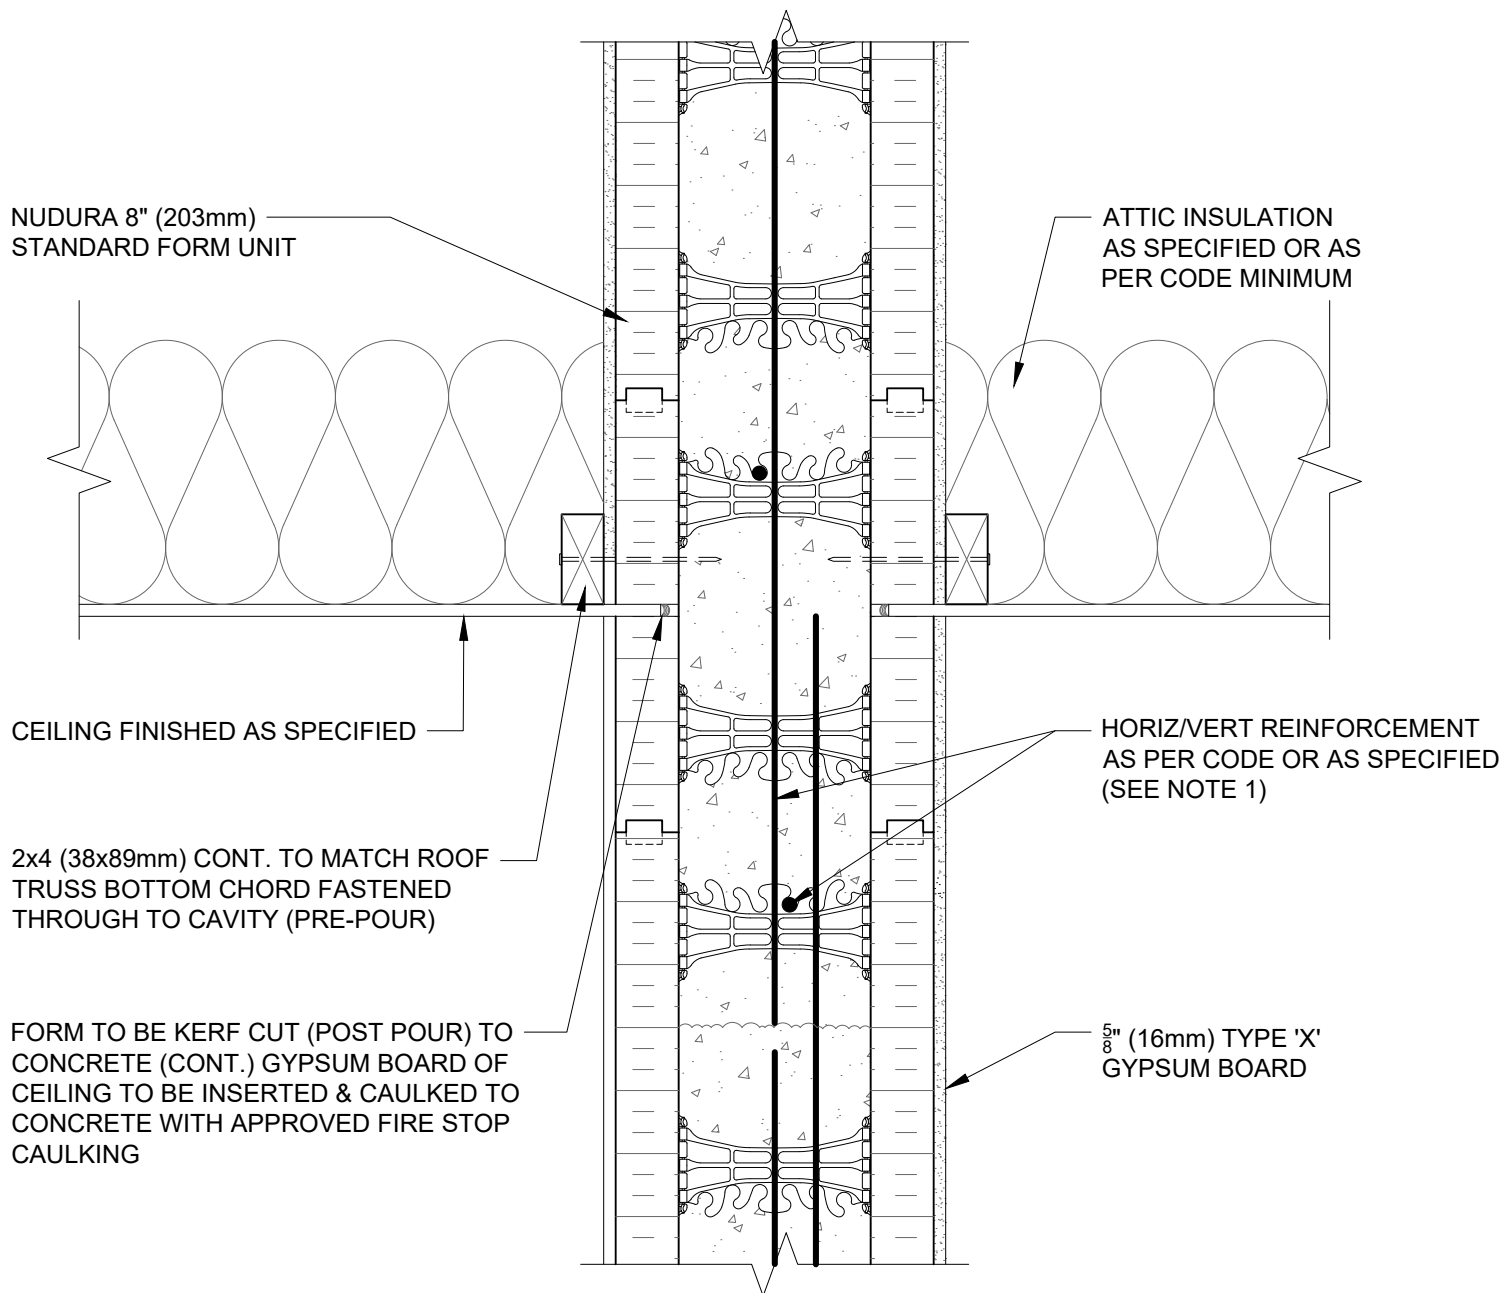 NUDURA 8" (203mm)
STANDARD FORM UNIT
ATTIC INSULATION
AS SPECIFIED OR AS
PER CODE MINIMUM
CEILING FINISHED AS SPECIFIED
HORIZ/VERT REINFORCEMENT
AS PER CODE OR AS SPECIFIED
(SEE NOTE 1)
2x4 (38x89mm) CONT. TO MATCH ROOF
TRUSS BOTTOM CHORD FASTENED
THROUGH TO CAVITY (PRE-POUR)
FORM TO BE KERF CUT (POST POUR) TO
CONCRETE (CONT.) GYPSUM BOARD OF
CEILING TO BE INSERTED & CAULKED TO
CONCRETE WITH APPROVED FIRE STOP
CAULKING
5/8" (16mm) TYPE 'X'
GYPSUM BOARD